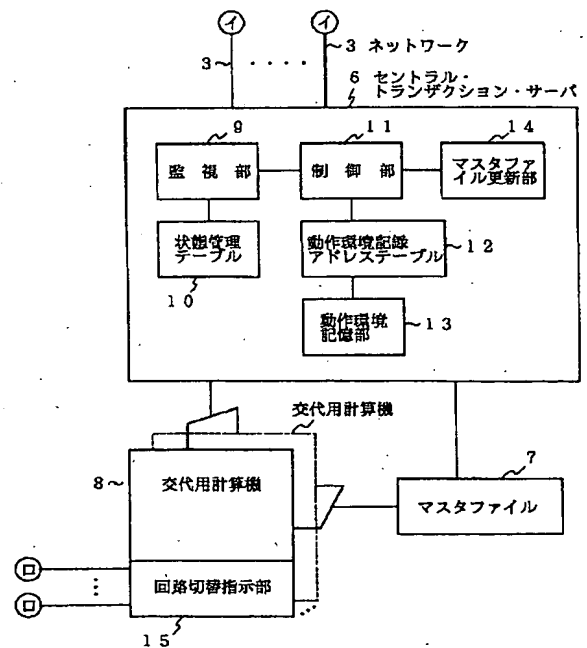 イ イ
3 3 ネットワーク
6 セントラル・
トランザクション・サーバ
9 11 14
監視部 制御部 マスタファ
イル更新部
状態管理
テーブル
動作環境記録
アドレステーブル
12
10
動作環境
記憶部
13
交代用計算機
8 交代用計算機
7
マスタファイル
ロ
回路切替指示部
ロ
15